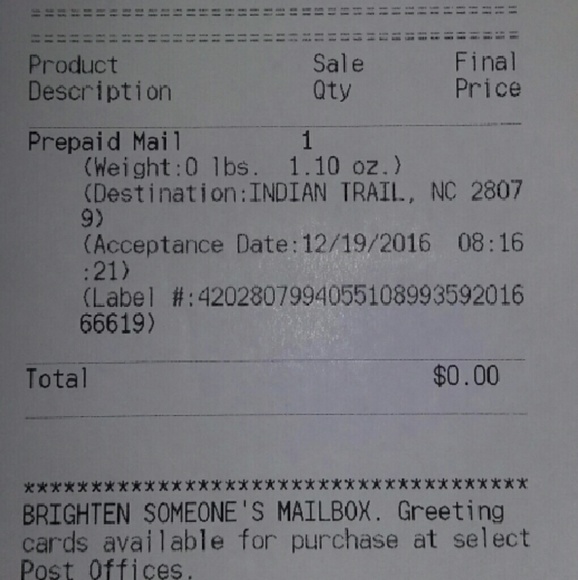 ======================================
======================================
Product Sale Final
Description Qty Price
Prepaid Mail 1
(Weight:0 lbs. 1.10 oz.)
(Destination:INDIAN TRAIL, NC 2807
9)
(Acceptance Date:12/19/2016 08:16
:21)
(Label #:4202807994055108993592016
66619)
Total $0.00
**************************************
BRIGHTEN SOMEONE'S MAILBOX. Greeting
cards available for purchase at select
Post Offices.